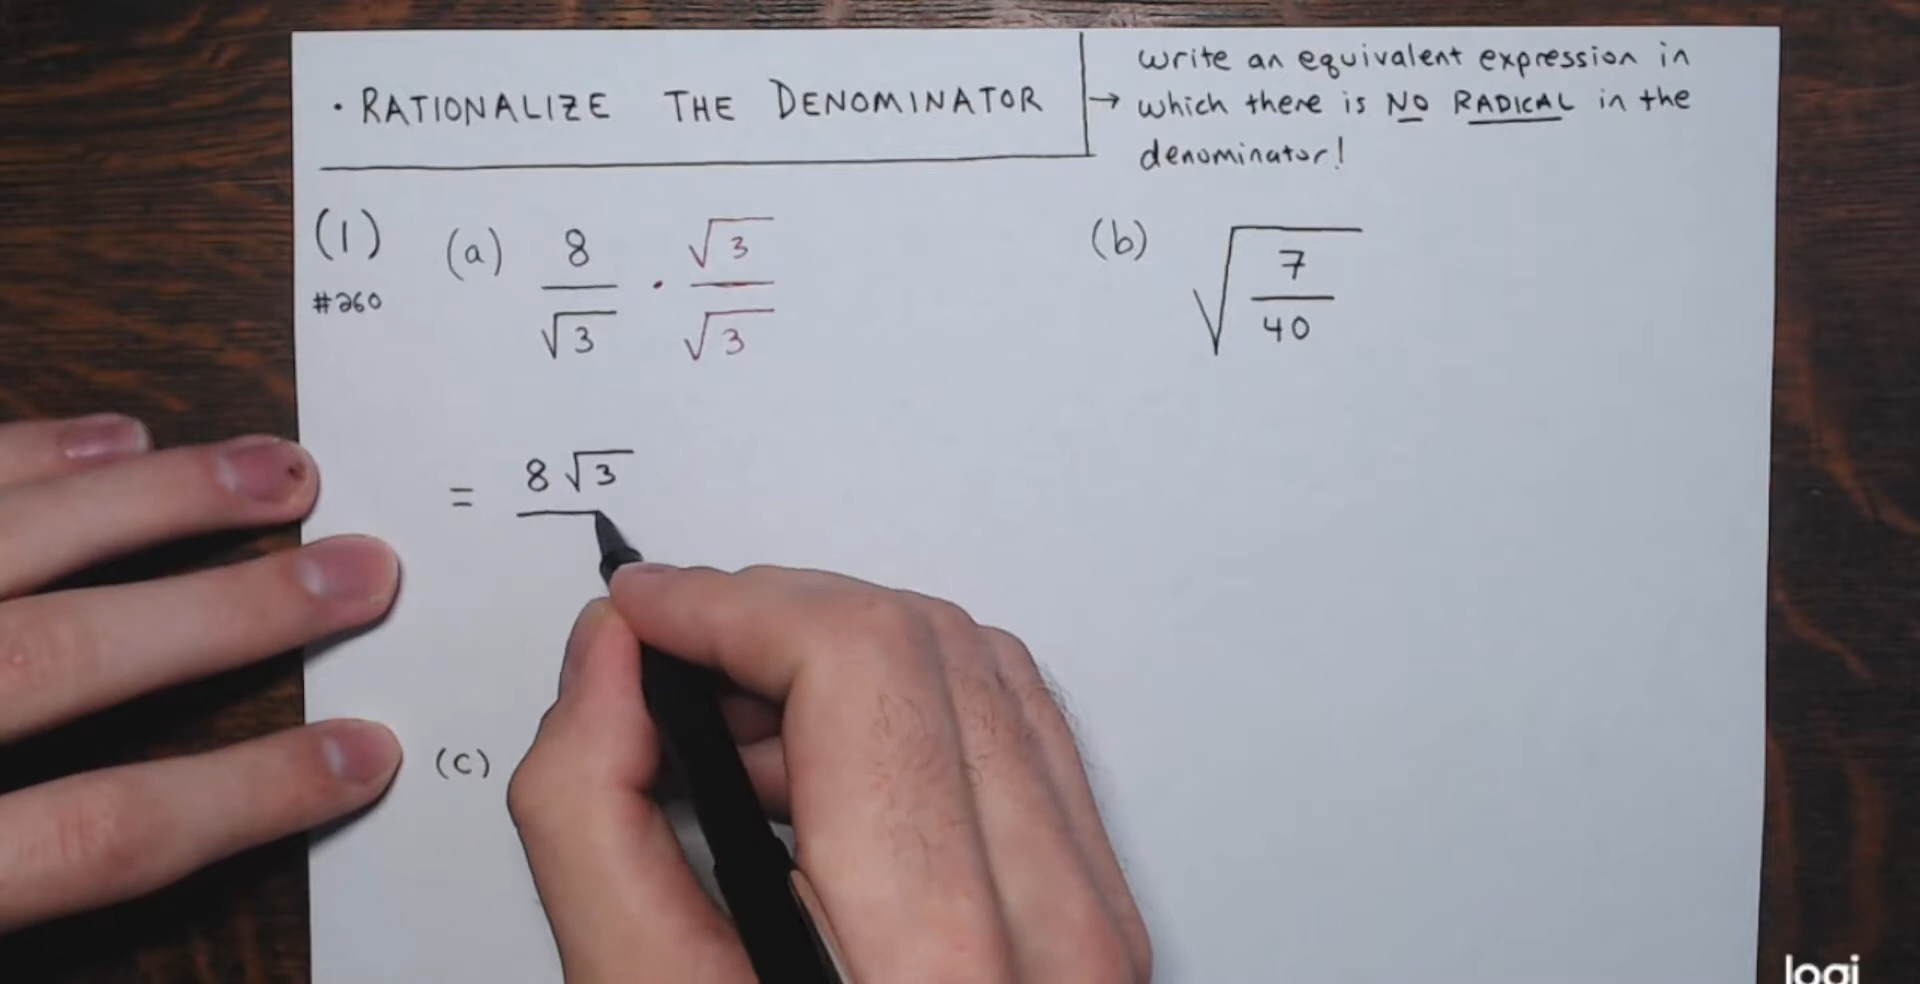 · RATIONALIZE THE DENOMINATOR
→ write an equivalent expression in
which there is NO RADICAL in the
denominator!
(1) (a) 8/√3 · √3/√3
#260
(b) √(7/40)
= 8√3
(c)
logi